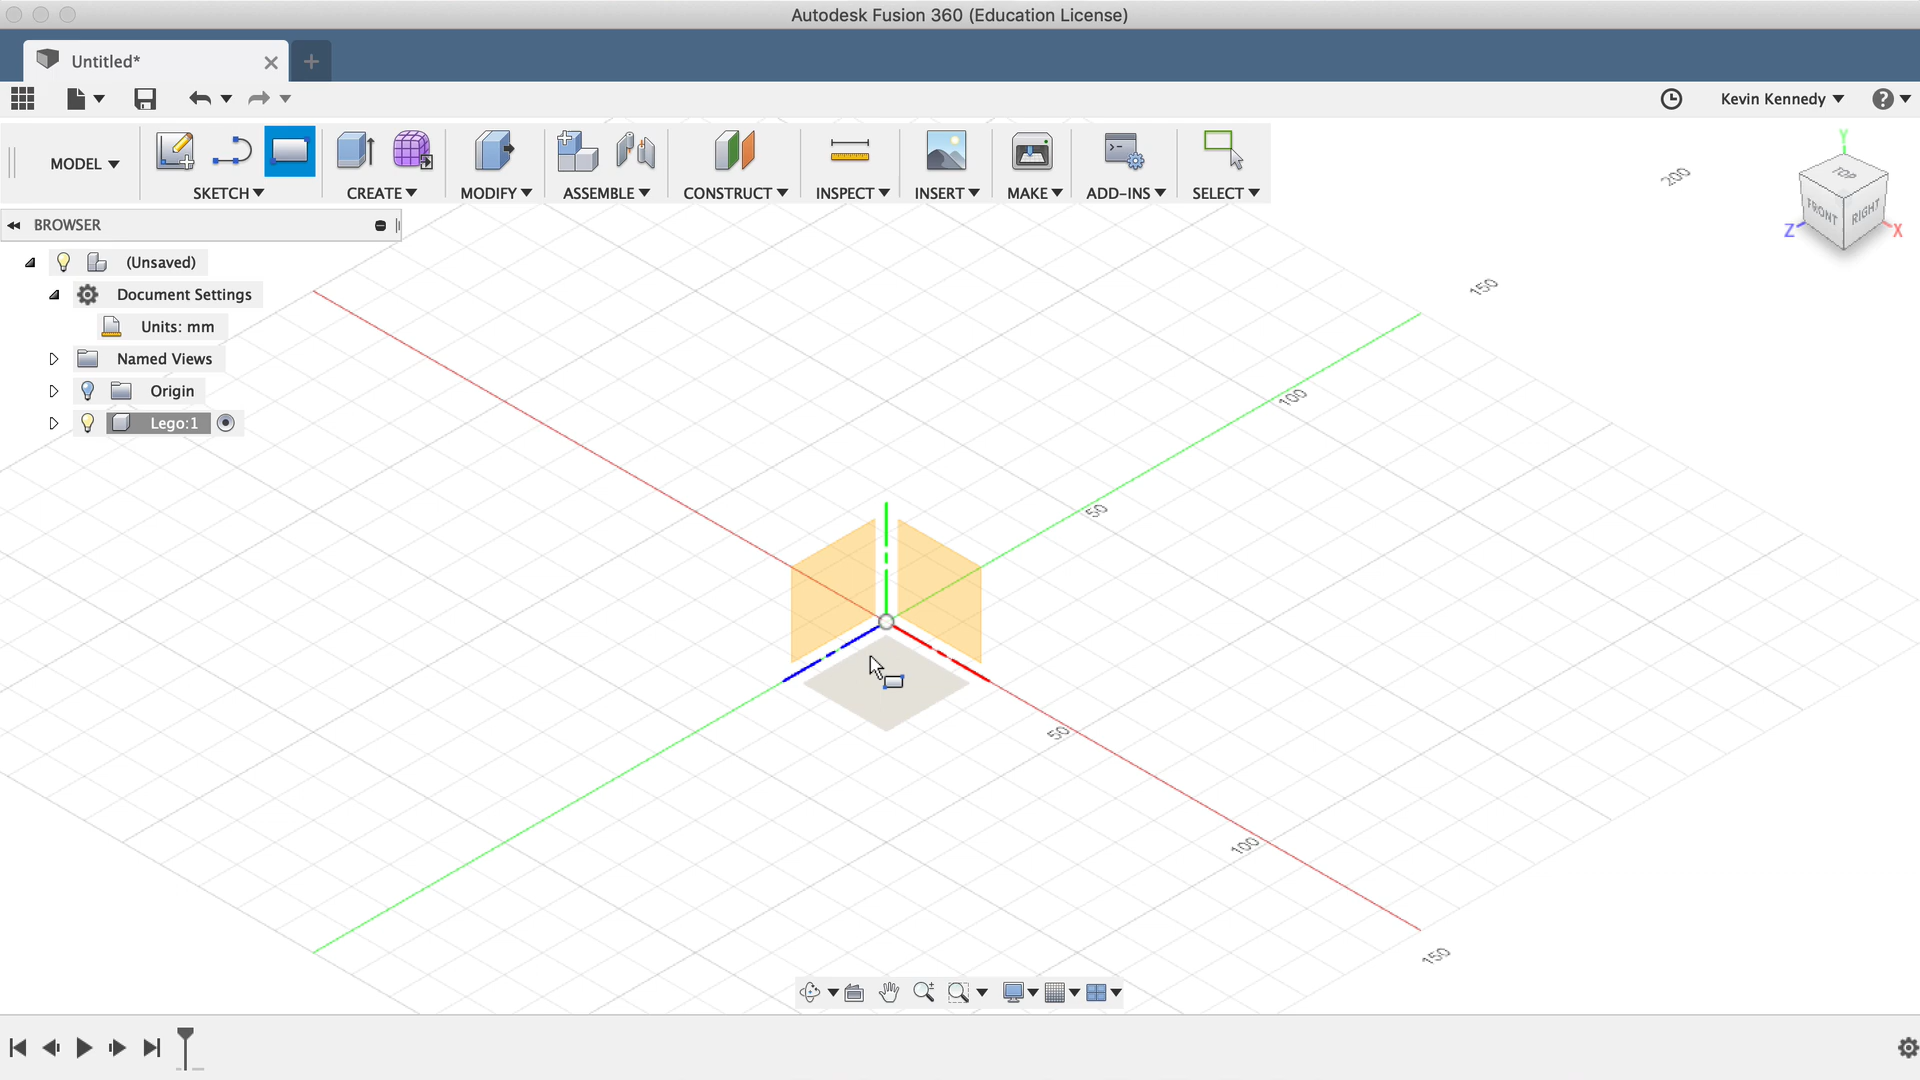 Autodesk Fusion 360 (Education License)
Untitled*
Kevin Kennedy
MODEL
SKETCH
CREATE
MODIFY
ASSEMBLE
CONSTRUCT
INSPECT
INSERT
MAKE
ADD-INS
SELECT
200
Y
TOP
FRONT
RIGHT
Z
X
BROWSER
(Unsaved)
Document Settings
Units: mm
Named Views
Origin
Lego:1
150
100
50
50
100
150